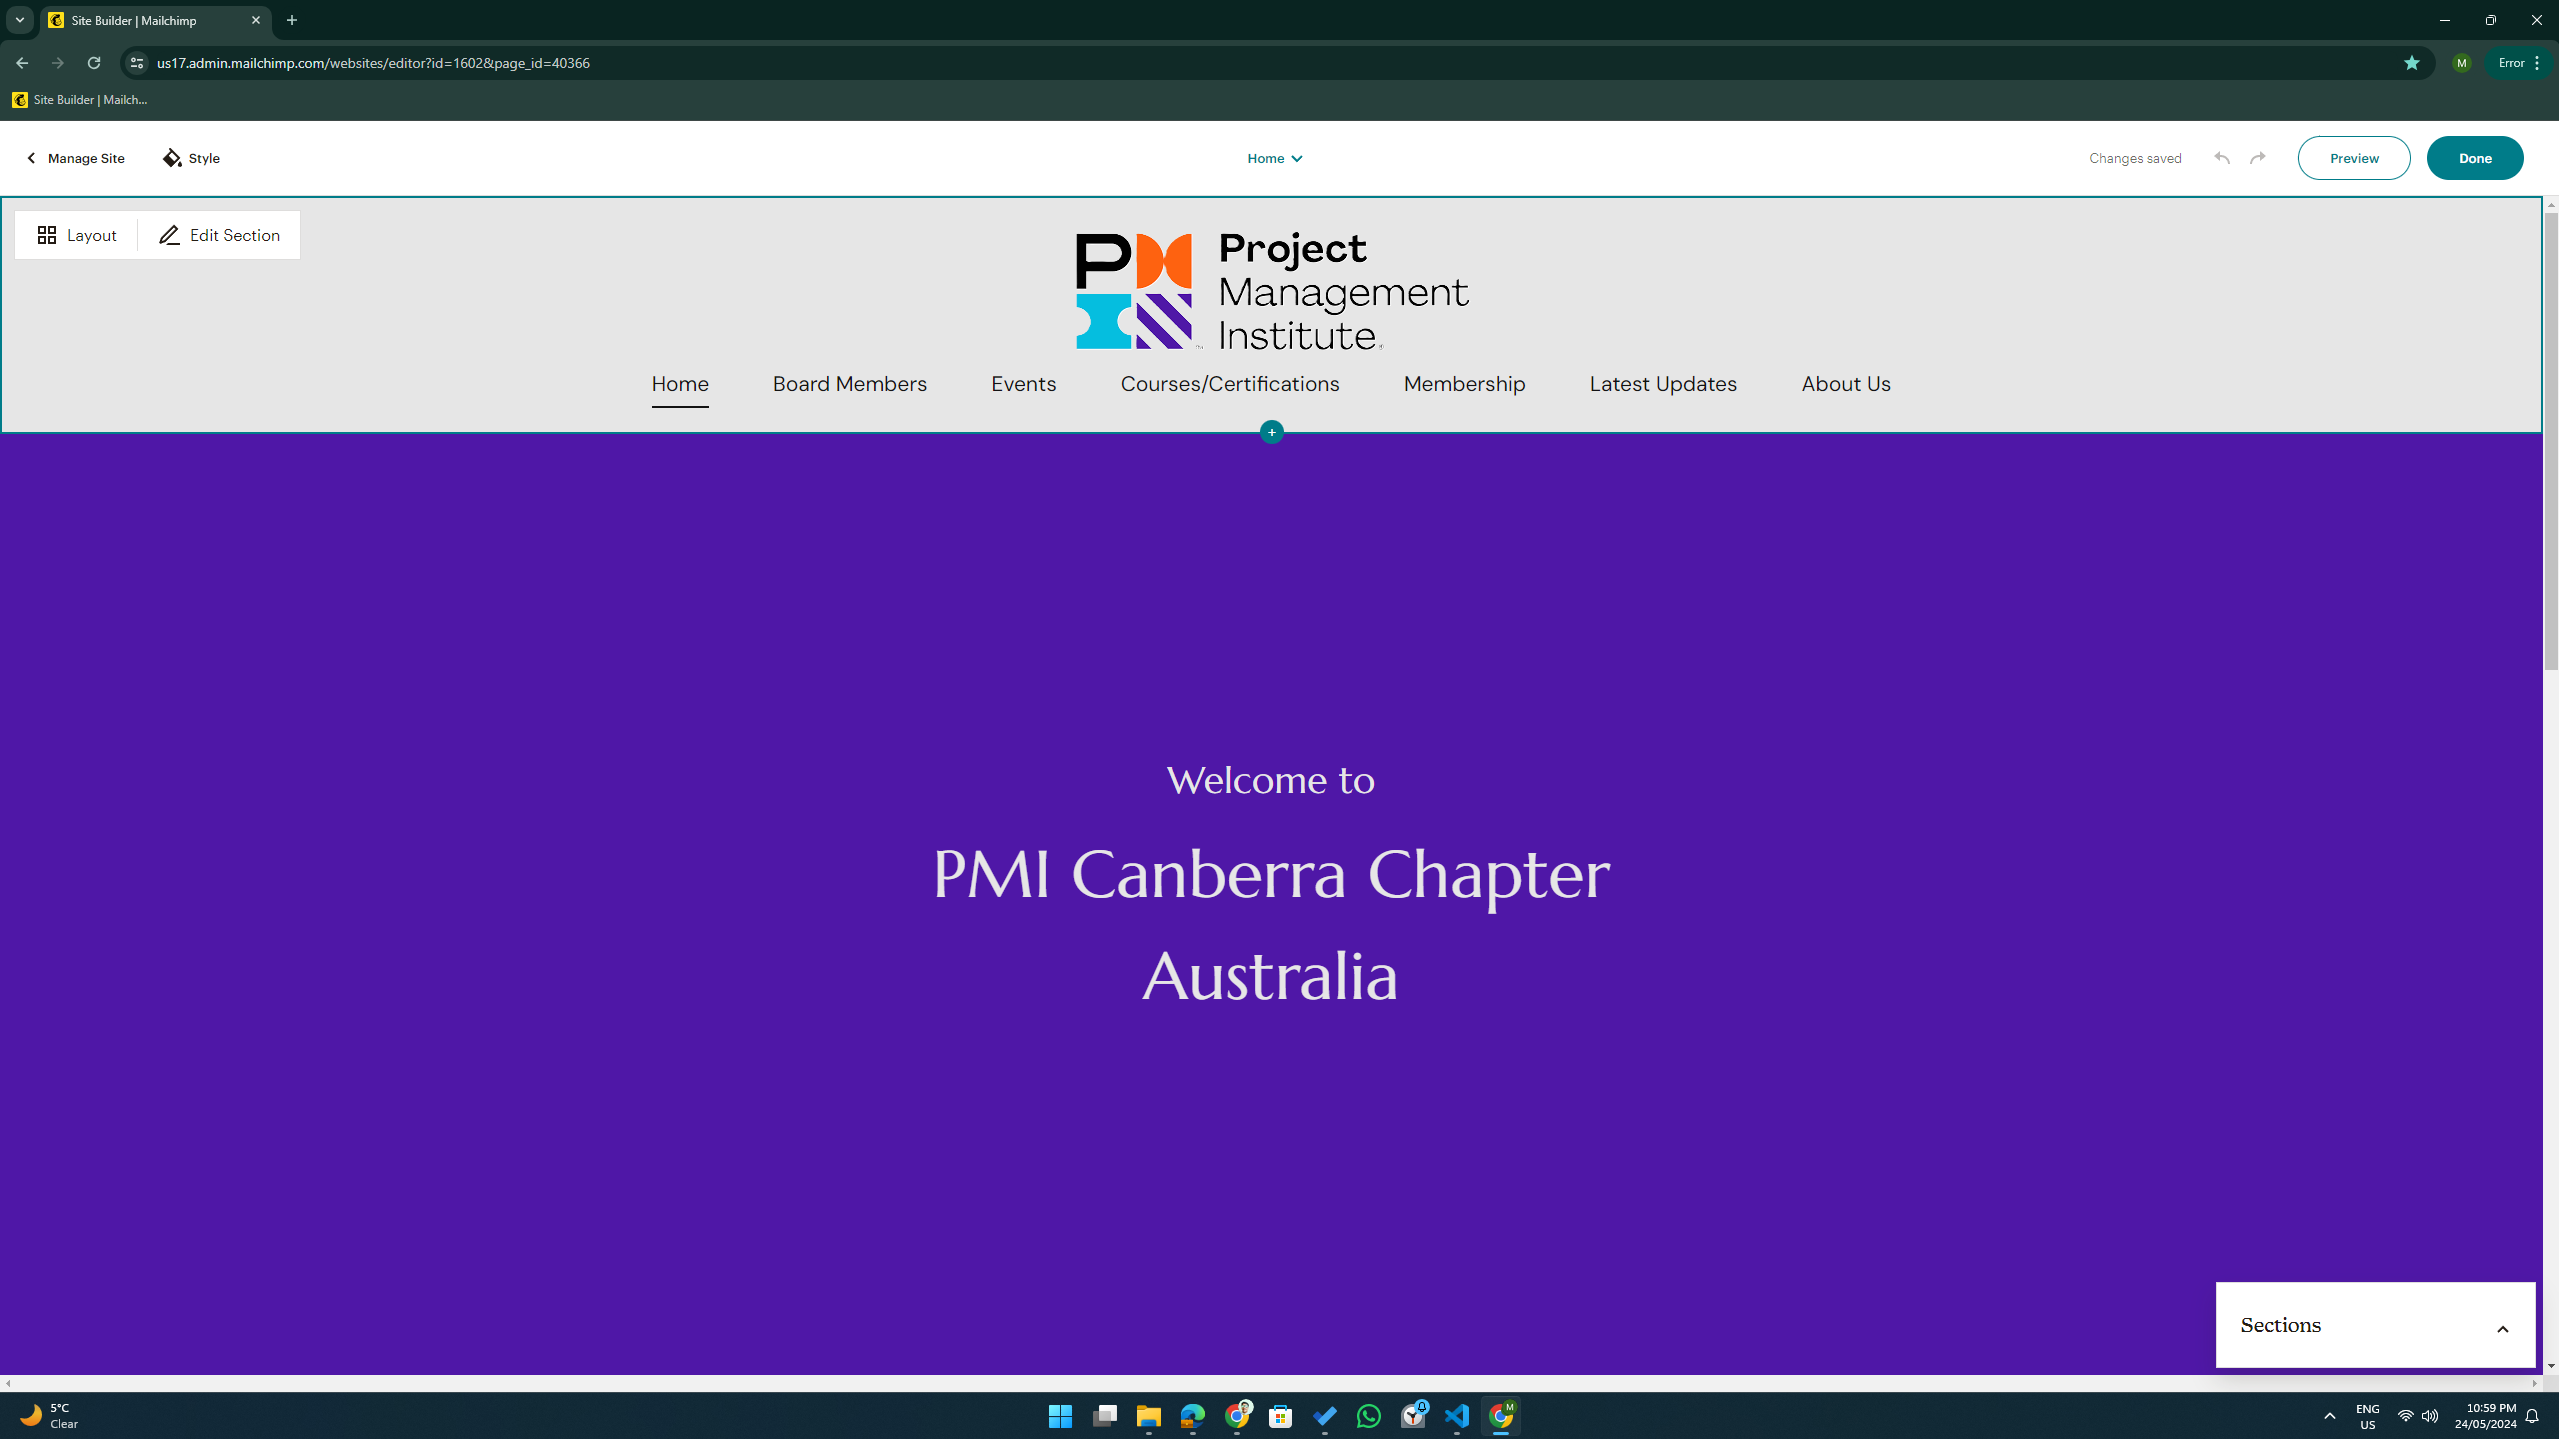 Site Builder | Mailchimp
us17.admin.mailchimp.com/websites/editor?id=1602&page_id=40366
M
Error
Site Builder | Mailch...
Manage Site
Style
Home
Changes saved
Preview
Done
Layout
Edit Section
Project
Management
Institute.
Home
Board Members
Events
Courses/Certifications
Membership
Latest Updates
About Us
Welcome to
PMI Canberra Chapter
Australia
Sections
5°C
Clear
M
ENG
US
10:59 PM
24/05/2024